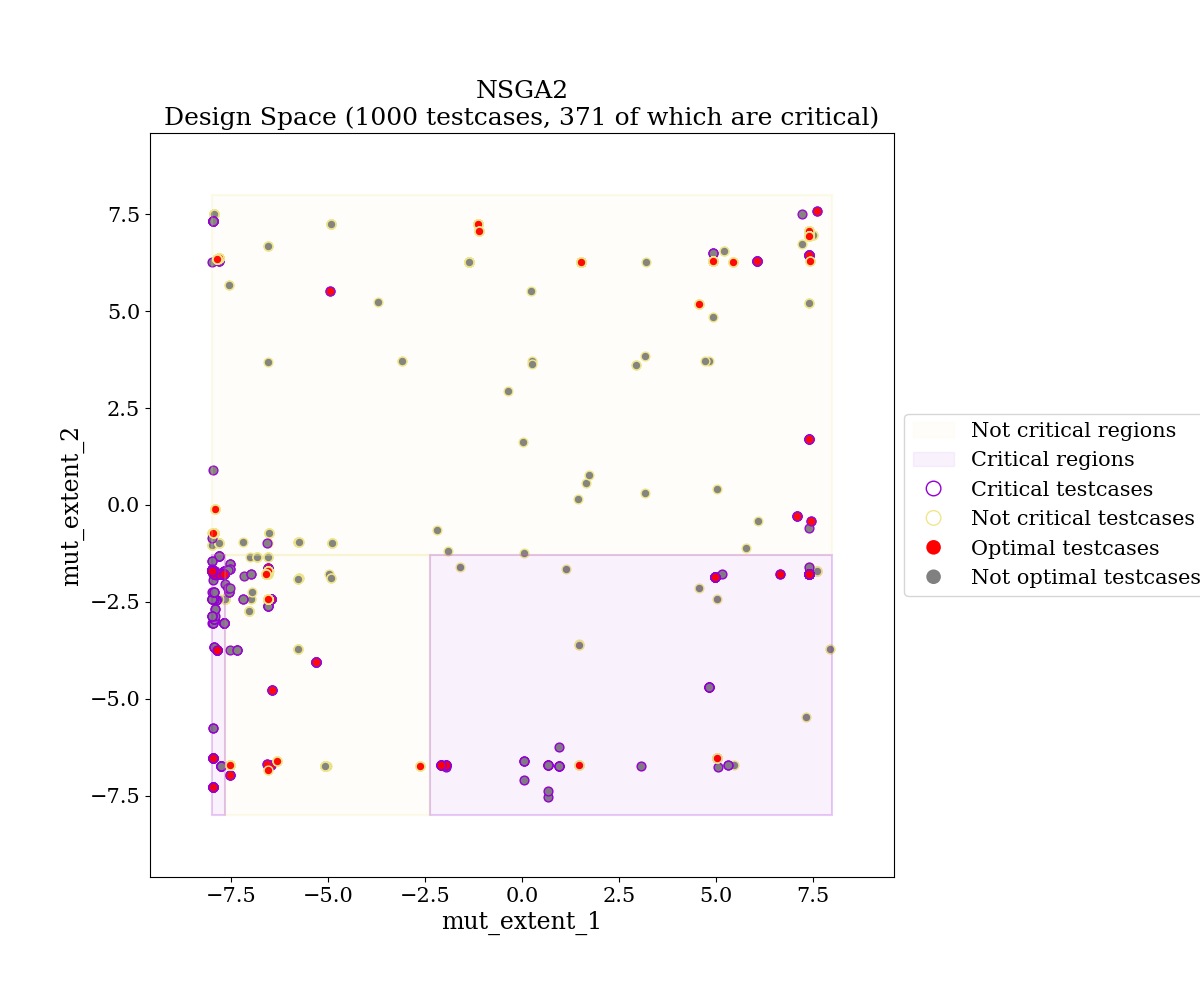 NSGA2
Design Space (1000 testcases, 371 of which are critical)
mut_extent_2
7.5
5.0
2.5
0.0
−2.5
−5.0
−7.5
−7.5
−5.0
−2.5
0.0
2.5
5.0
7.5
mut_extent_1
Not critical regions
Critical regions
Critical testcases
Not critical testcases
Optimal testcases
Not optimal testcases